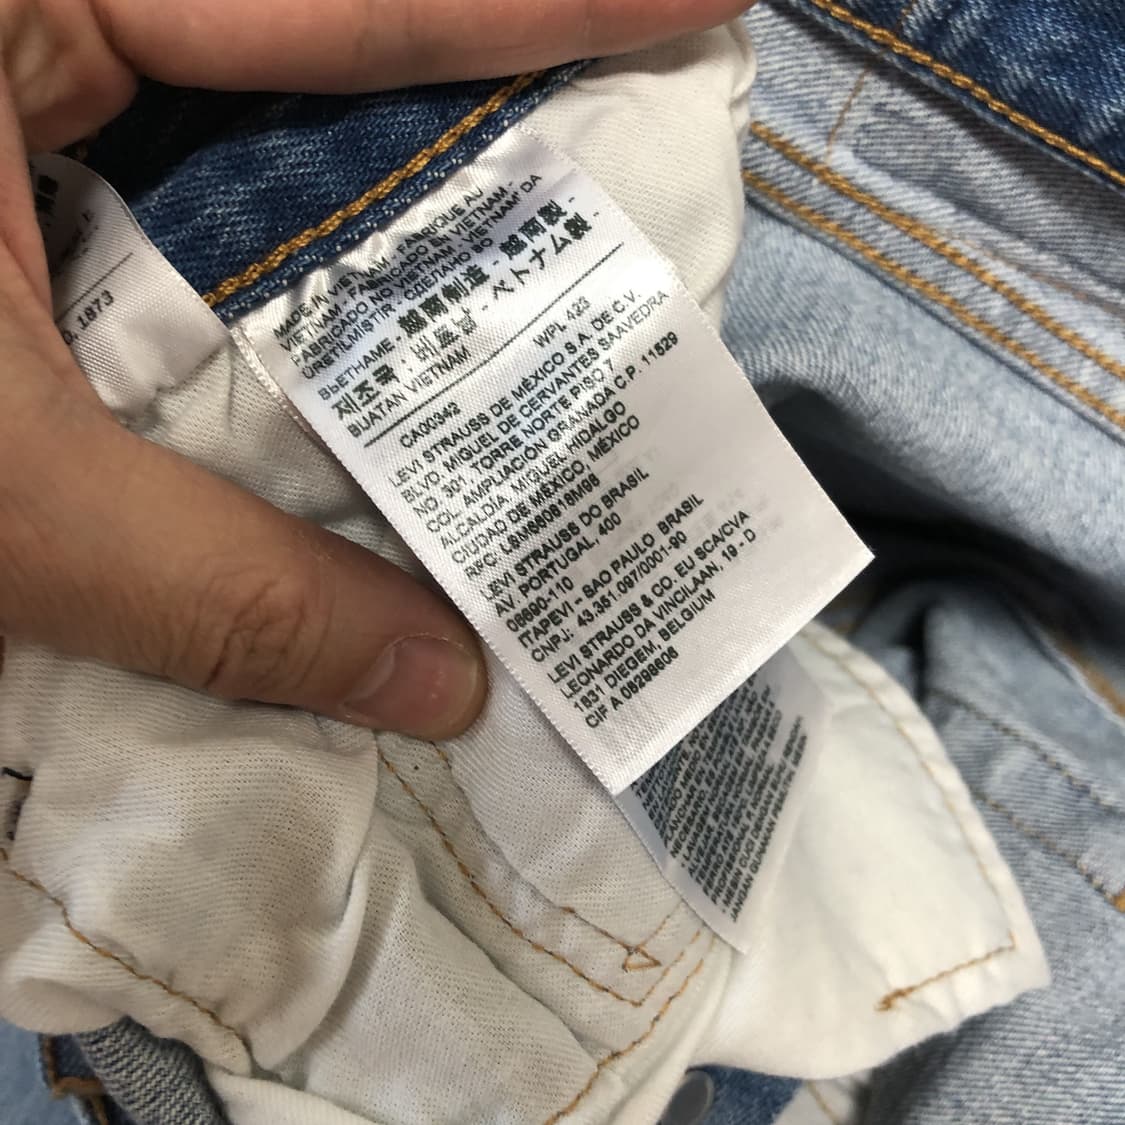 O. 1873
MADE IN VIETNAM FABRIQUE AU
VIETNAM - FABRICADO EN VIETNAM -
FABRICADO NO VIETNAM, VIETNAM' DA
ÜRETILMISTIR, СДЕЛАНО ВО
ВЬЕТНАМЕ - 越南制造 - 越南製 -
제조국: 베트남 - ベトナム製 -
BUATAN VIETNAM
CA00342 WPL 423
LEVI STRAUSS DE MÉXICO S.A. DE C.V.
BLVD. MIGUEL DE CERVANTES SAAVEDRA
NO. 301, TORRE NORTE PISO 7
COL. AMPLIACIÓN GRANADA C.P. 11529
ALCALDÍA, MIGUEL HIDALGO
CIUDAD DE MÉXICO, MÉXICO
RFC: LSM880818M98
LEVI STRAUSS DO BRASIL
AV. PORTUGAL, 400
06690-110
ITAPEVI - SAO PAULO BRASIL
CNPJ: 43.351.097/0001-90
LEVI STRAUSS & CO. EU SCA/CVA
LEONARDO DA VINCILAAN, 19 - D
1831 DIEGEM, BELGIUM
CIF A 08298608